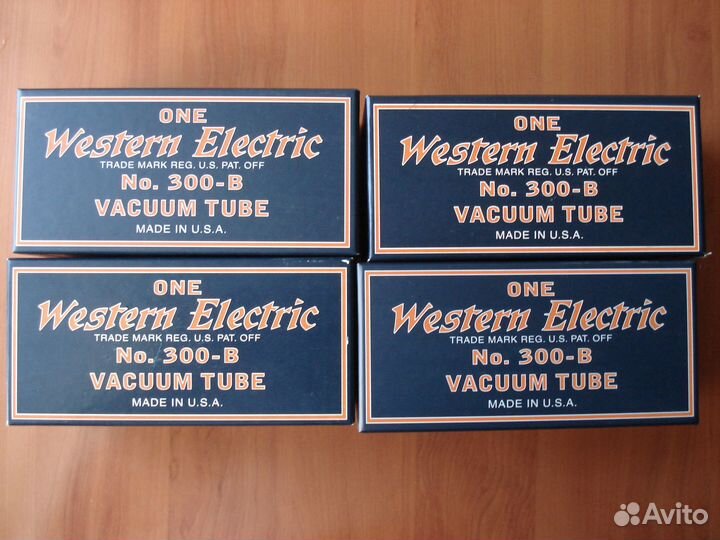 ONE
Western Electric
TRADE MARK REG. U.S. PAT. OFF
No. 300-B
VACUUM TUBE
MADE IN U.S.A.
ONE
Western Electric
TRADE MARK REG. U.S. PAT. OFF
No. 300-B
VACUUM TUBE
MADE IN U.S.A.
ONE
Western Electric
TRADE MARK REG. U.S. PAT. OFF
No. 300-B
VACUUM TUBE
MADE IN U.S.A.
ONE
Western Electric
TRADE MARK REG. U.S. PAT. OFF
No. 300-B
VACUUM TUBE
MADE IN U.S.A.
Avito